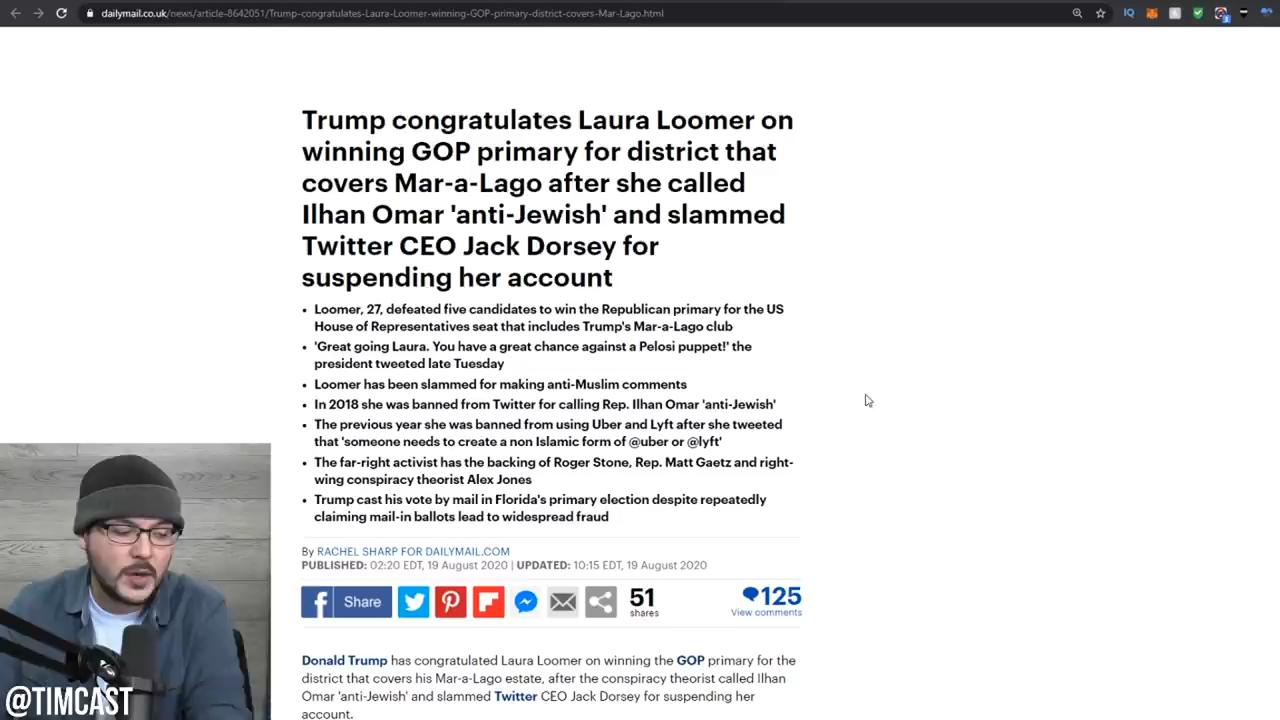 dailymail.co.uk/news/article-8642051/Trump-congratulates-Laura-Loomer-winning-GOP-primary-district-covers-Mar-Lago.html
IQ
Trump congratulates Laura Loomer on
winning GOP primary for district that
covers Mar-a-Lago after she called
Ilhan Omar 'anti-Jewish' and slammed
Twitter CEO Jack Dorsey for
suspending her account
• Loomer, 27, defeated five candidates to win the Republican primary for the US
House of Representatives seat that includes Trump's Mar-a-Lago club
• 'Great going Laura. You have a great chance against a Pelosi puppet!' the
president tweeted late Tuesday
• Loomer has been slammed for making anti-Muslim comments
• In 2018 she was banned from Twitter for calling Rep. Ilhan Omar 'anti-Jewish'
• The previous year she was banned from using Uber and Lyft after she tweeted
that 'someone needs to create a non Islamic form of @uber or @lyft'
• The far-right activist has the backing of Roger Stone, Rep. Matt Gaetz and right-
wing conspiracy theorist Alex Jones
• Trump cast his vote by mail in Florida's primary election despite repeatedly
claiming mail-in ballots lead to widespread fraud
By RACHEL SHARP FOR DAILYMAIL.COM
PUBLISHED: 02:20 EDT, 19 August 2020 | UPDATED: 10:15 EDT, 19 August 2020
Share
51
shares
125
View comments
Donald Trump has congratulated Laura Loomer on winning the GOP primary for the
district that covers his Mar-a-Lago estate, after the conspiracy theorist called Ilhan
Omar 'anti-Jewish' and slammed Twitter CEO Jack Dorsey for suspending her
account.
@TIMCAST